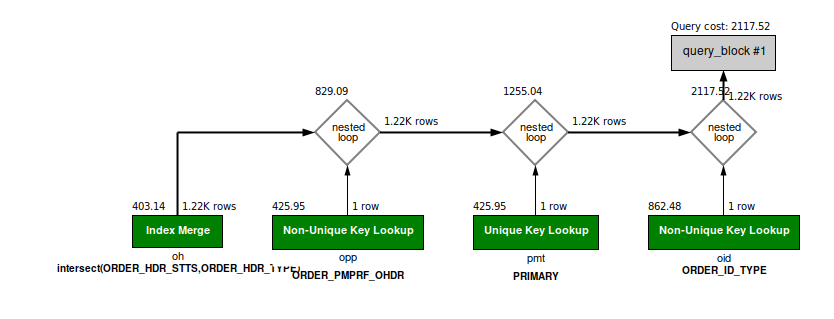 Query cost: 2117.52
query_block #1
829.09
1255.04
2117.52
1.22K rows
nested
loop
1.22K rows
nested
loop
1.22K rows
nested
loop
403.14
1.22K rows
425.95
1 row
425.95
1 row
862.48
1 row
Index Merge
Non-Unique Key Lookup
Unique Key Lookup
Non-Unique Key Lookup
oh
opp
pmt
oid
intersect(ORDER_HDR_STTS,ORDER_HDR_TYPE)
ORDER_PMPRF_OHDR
PRIMARY
ORDER_ID_TYPE